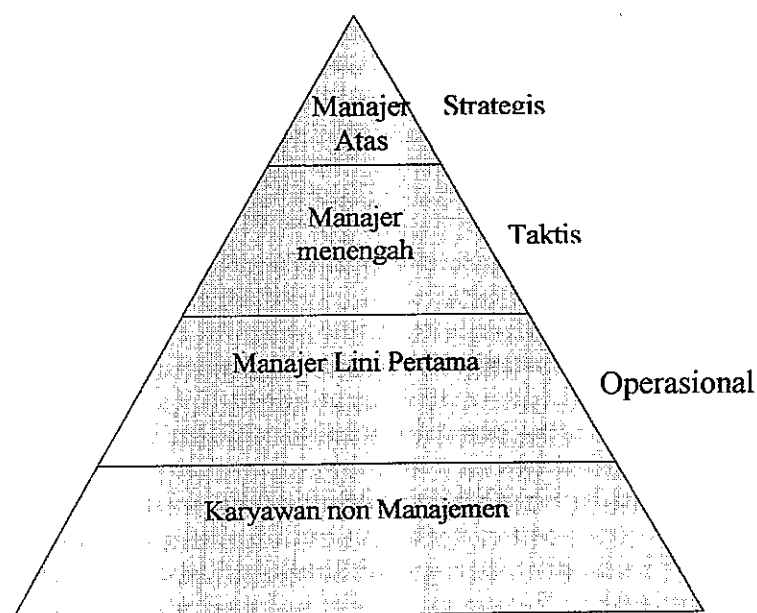 Manajer Strategis
Atas
Manajer
menengah
Taktis
Manajer Lini Pertama
Operasional
Karyawan non Manajemen